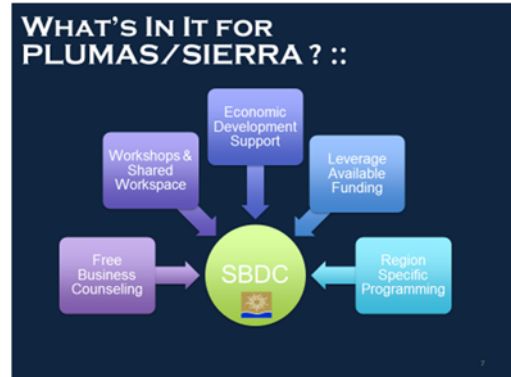 WHAT'S IN IT FOR
PLUMAS/SIERRA ? ::
Economic
Development
Support
Workshops &
Shared
Workspace
Leverage
Available
Funding
Free
Business
Counseling
SBDC
Region
Specific
Programming
7